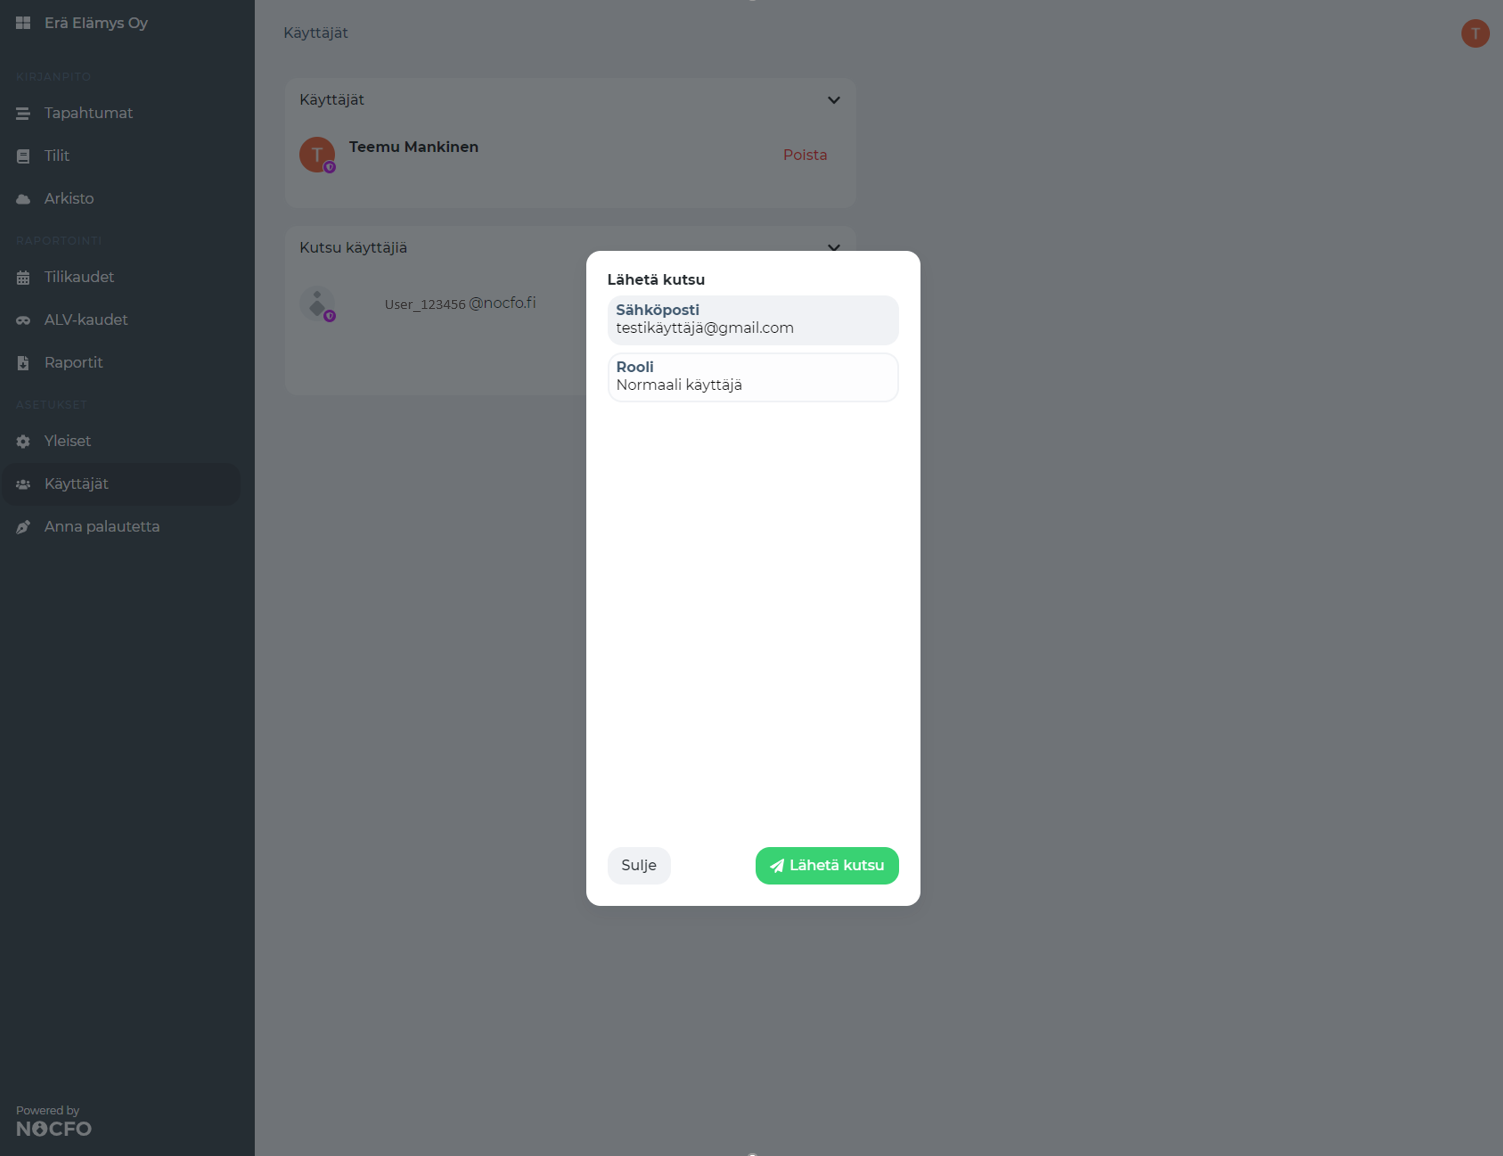 Erä Elämys Oy
KIRJANPITO
Tapahtumat
Tilit
Arkisto
RAPORTOINTI
Tilikaudet
ALV-kaudet
Raportit
ASETUKSET
Yleiset
Käyttäjät
Anna palautetta
Powered by
NOCFO
Käyttäjät
T
Käyttäjät
T
Teemu Mankinen
Poista
Kutsu käyttäjiä
User_123456 @nocfo.fi
Lähetä kutsu
Sähköposti
testikäyttäjä@gmail.com
Rooli
Normaali käyttäjä
Sulje
Lähetä kutsu